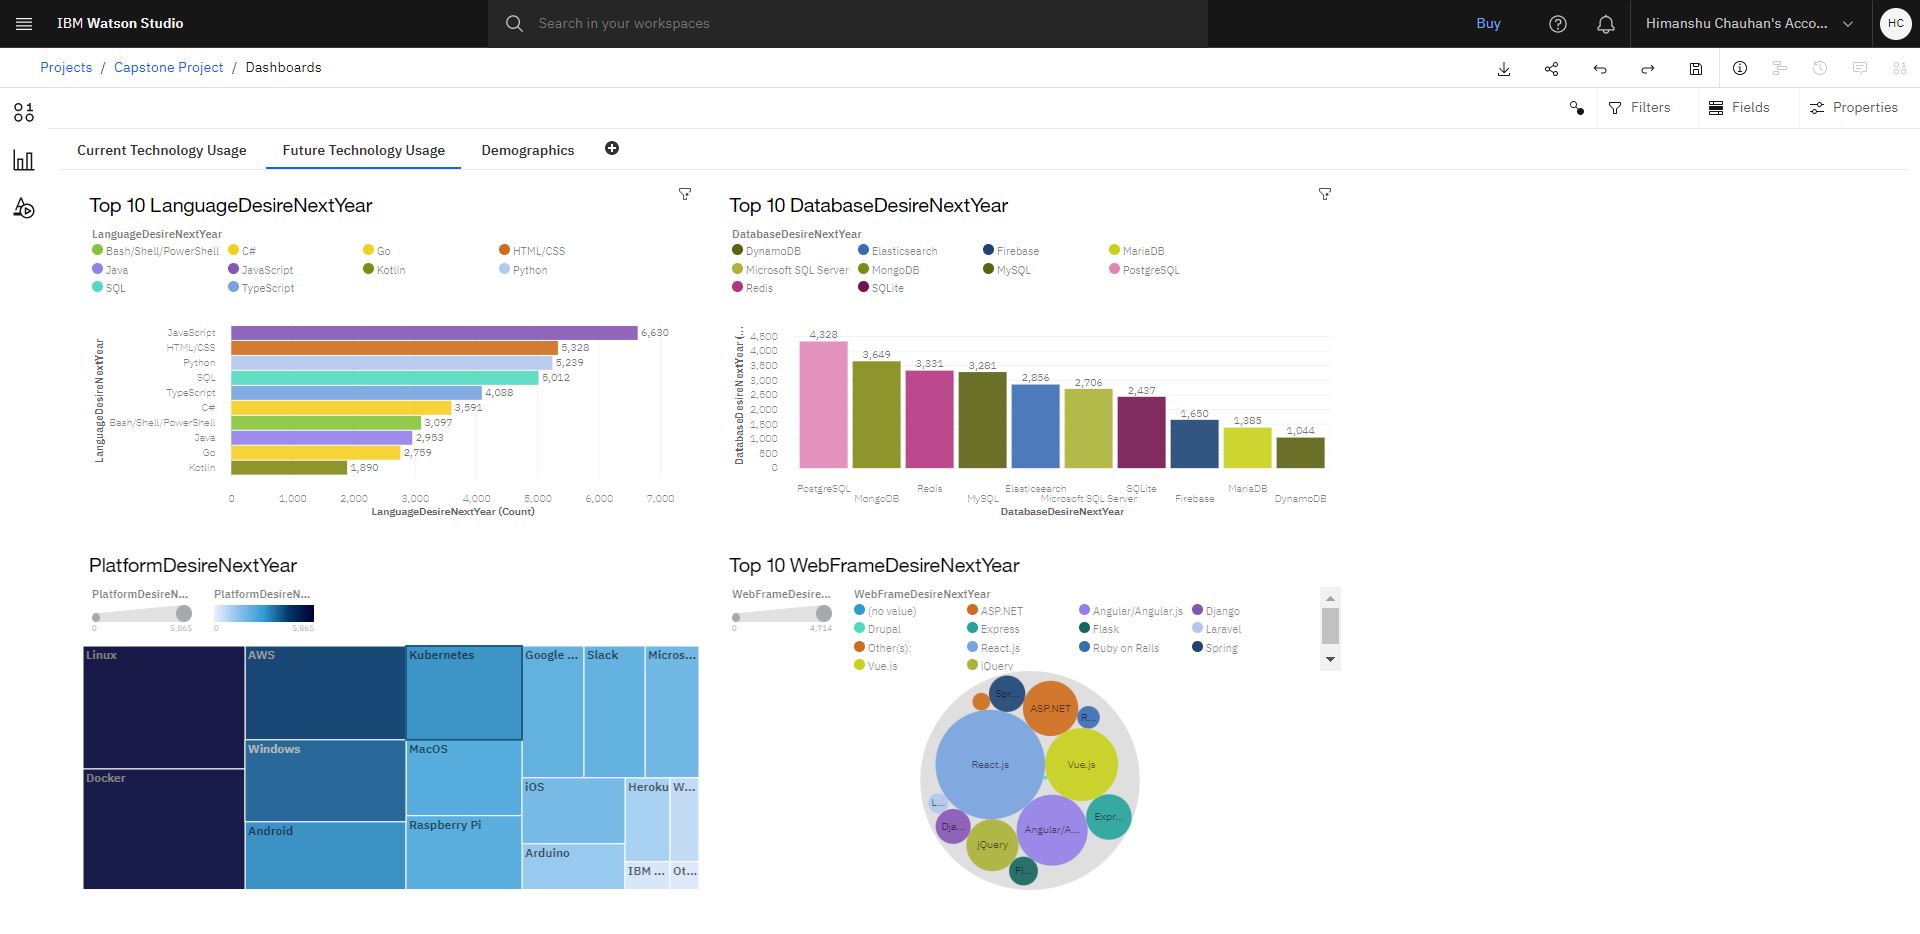 IBM Watson Studio
Search in your workspaces
Buy
Himanshu Chauhan's Acco...
HC
Projects / Capstone Project / Dashboards
Filters
Fields
Properties
Current Technology Usage
Future Technology Usage
Demographics
Top 10 LanguageDesireNextYear
LanguageDesireNextYear
Bash/Shell/PowerShell C# Go HTML/CSS
Java JavaScript Kotlin Python
SQL TypeScript
LanguageDesireNextYear
JavaScript 6,630
HTML/CSS 5,328
Python 5,239
SQL 5,012
TypeScript 4,088
C# 3,591
Bash/Shell/PowerShell 3,097
Java 2,953
Go 2,759
Kotlin 1,890
0 1,000 2,000 3,000 4,000 5,000 6,000 7,000
LanguageDesireNextYear (Count)
Top 10 DatabaseDesireNextYear
DatabaseDesireNextYear
DynamoDB Elasticsearch Firebase MariaDB
Microsoft SQL Server MongoDB MySQL PostgreSQL
Redis SQLite
DatabaseDesireNextYear (...
4,500
4,000
3,500
3,000
2,500
2,000
1,500
1,000
500
0
4,328 3,649 3,331 3,281 2,856 2,706 2,437 1,650 1,385 1,044
PostgreSQL MongoDB Redis MySQL Elasticsearch Microsoft SQL Server SQLite Firebase MariaDB DynamoDB
DatabaseDesireNextYear
PlatformDesireNextYear
PlatformDesireN... PlatformDesireN...
0 5,865 0 5,865
Linux
Docker
AWS
Windows
Android
Kubernetes
MacOS
Raspberry Pi
Google ...
Slack
Micros...
iOS
Arduino
Heroku
W...
IBM ...
Ot...
Top 10 WebFrameDesireNextYear
WebFrameDesire... WebFrameDesireNextYear
0 4,714
(no value) ASP.NET Angular/Angular.js Django
Drupal Express Flask Laravel
Other(s): React.js Ruby on Rails Spring
Vue.js jQuery
Spr...
ASP.NET
R...
React.js
Vue.js
L...
Dja...
Angular/A...
Expr...
jQuery
Fl...